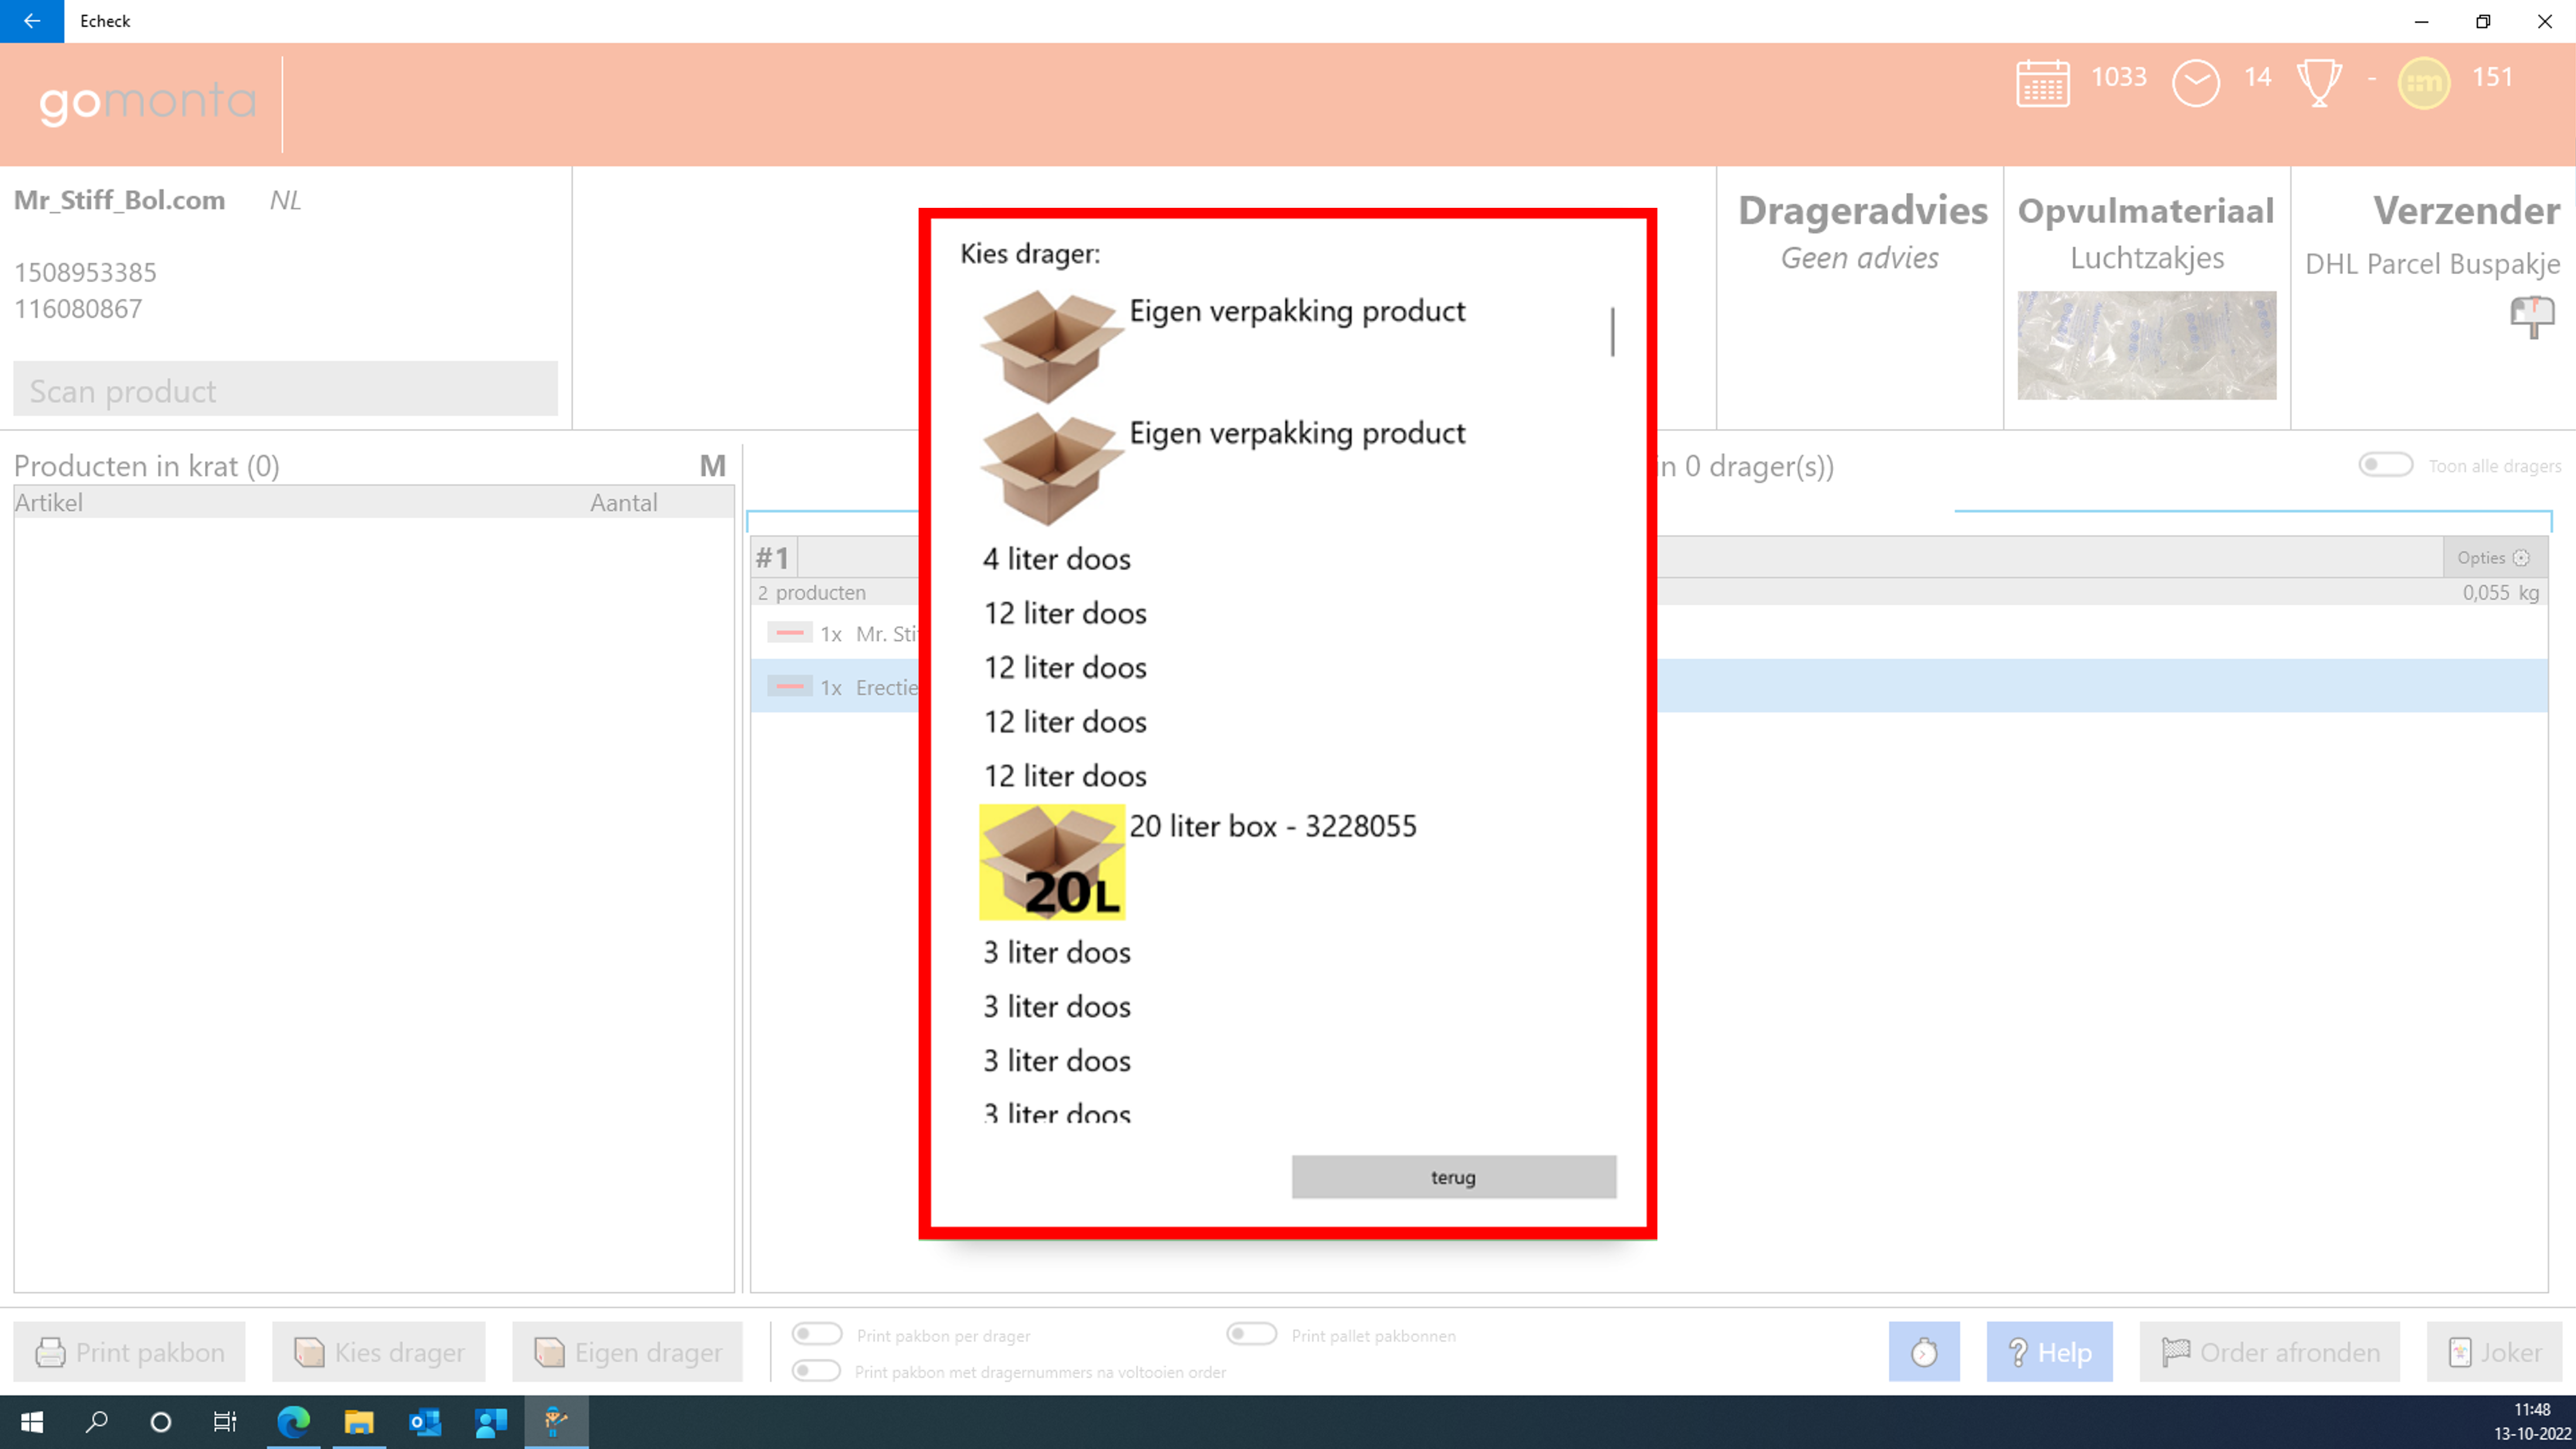 Echeck
gomonta
1033
14
-
:m
151
Mr_Stiff_Bol.com NL
1508953385
116080867
Scan product
Drageradvies
Geen advies
Opvulmateriaal
Luchtzakjes
Verzender
DHL Parcel Buspakje
Producten in krat (0) M
Artikel Aantal
in 0 drager(s))
Toon alle dragers
#1
Opties
2 producten
0,055 kg
1x Mr. Sti
1x Erectie
Kies drager:
Eigen verpakking product
Eigen verpakking product
4 liter doos
12 liter doos
12 liter doos
12 liter doos
12 liter doos
20 liter box - 3228055
20L
3 liter doos
3 liter doos
3 liter doos
3 liter doos
terug
Print pakbon
Kies drager
Eigen drager
Print pakbon per drager
Print pallet pakbonnen
Print pakbon met dragernummers na voltooien order
Help
Order afronden
Joker
11:48
13-10-2022